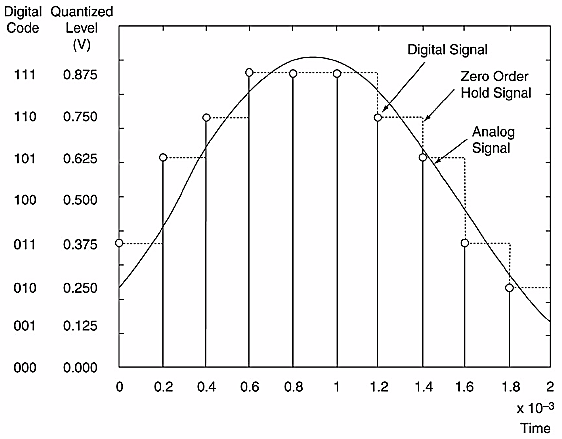 Digital Quantized
Code Level
(V)
111 0.875
110 0.750
101 0.625
100 0.500
011 0.375
010 0.250
001 0.125
000 0.000
Digital Signal
Zero Order
Hold Signal
Analog
Signal
0 0.2 0.4 0.6 0.8 1 1.2 1.4 1.6 1.8 2
x 10⁻³
Time